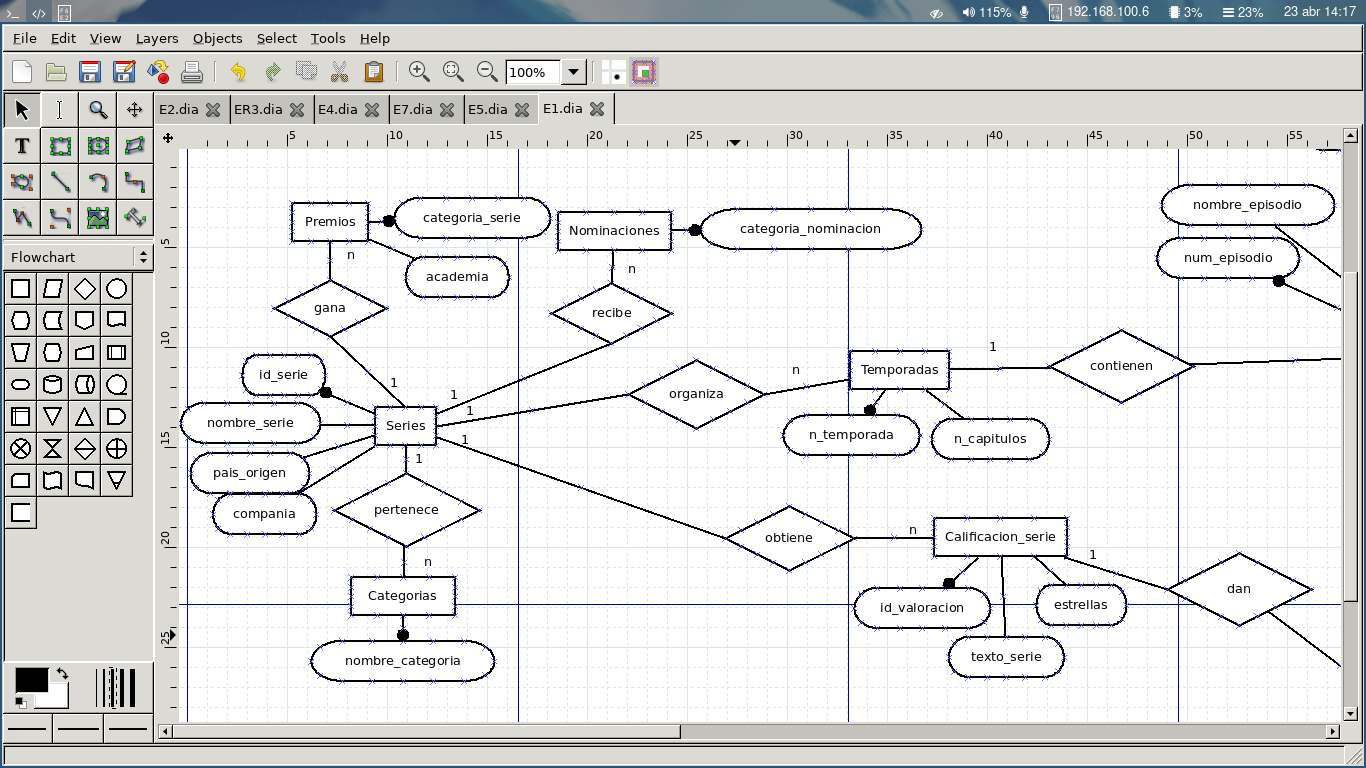 115%
192.168.100.6
3%
23%
23 abr 14:17
File Edit View Layers Objects Select Tools Help
100%
E2.dia
ER3.dia
E4.dia
E7.dia
E5.dia
E1.dia
T
5 10 15 20 25 30 35 40 45 50 55
5
10
15
20
25
Flowchart
nombre_episodio
Premios
categoria_serie
Nominaciones
categoria_nominacion
num_episodio
n
academia
n
gana
recibe
1
contienen
Temporadas
n
id_serie
1
1
organiza
1
nombre_serie
Series
n_temporada
n_capitulos
1
1
pais_origen
pertenece
compania
obtiene
n
Calificacion_serie
1
n
dan
Categorias
id_valoracion
estrellas
nombre_categoria
texto_serie